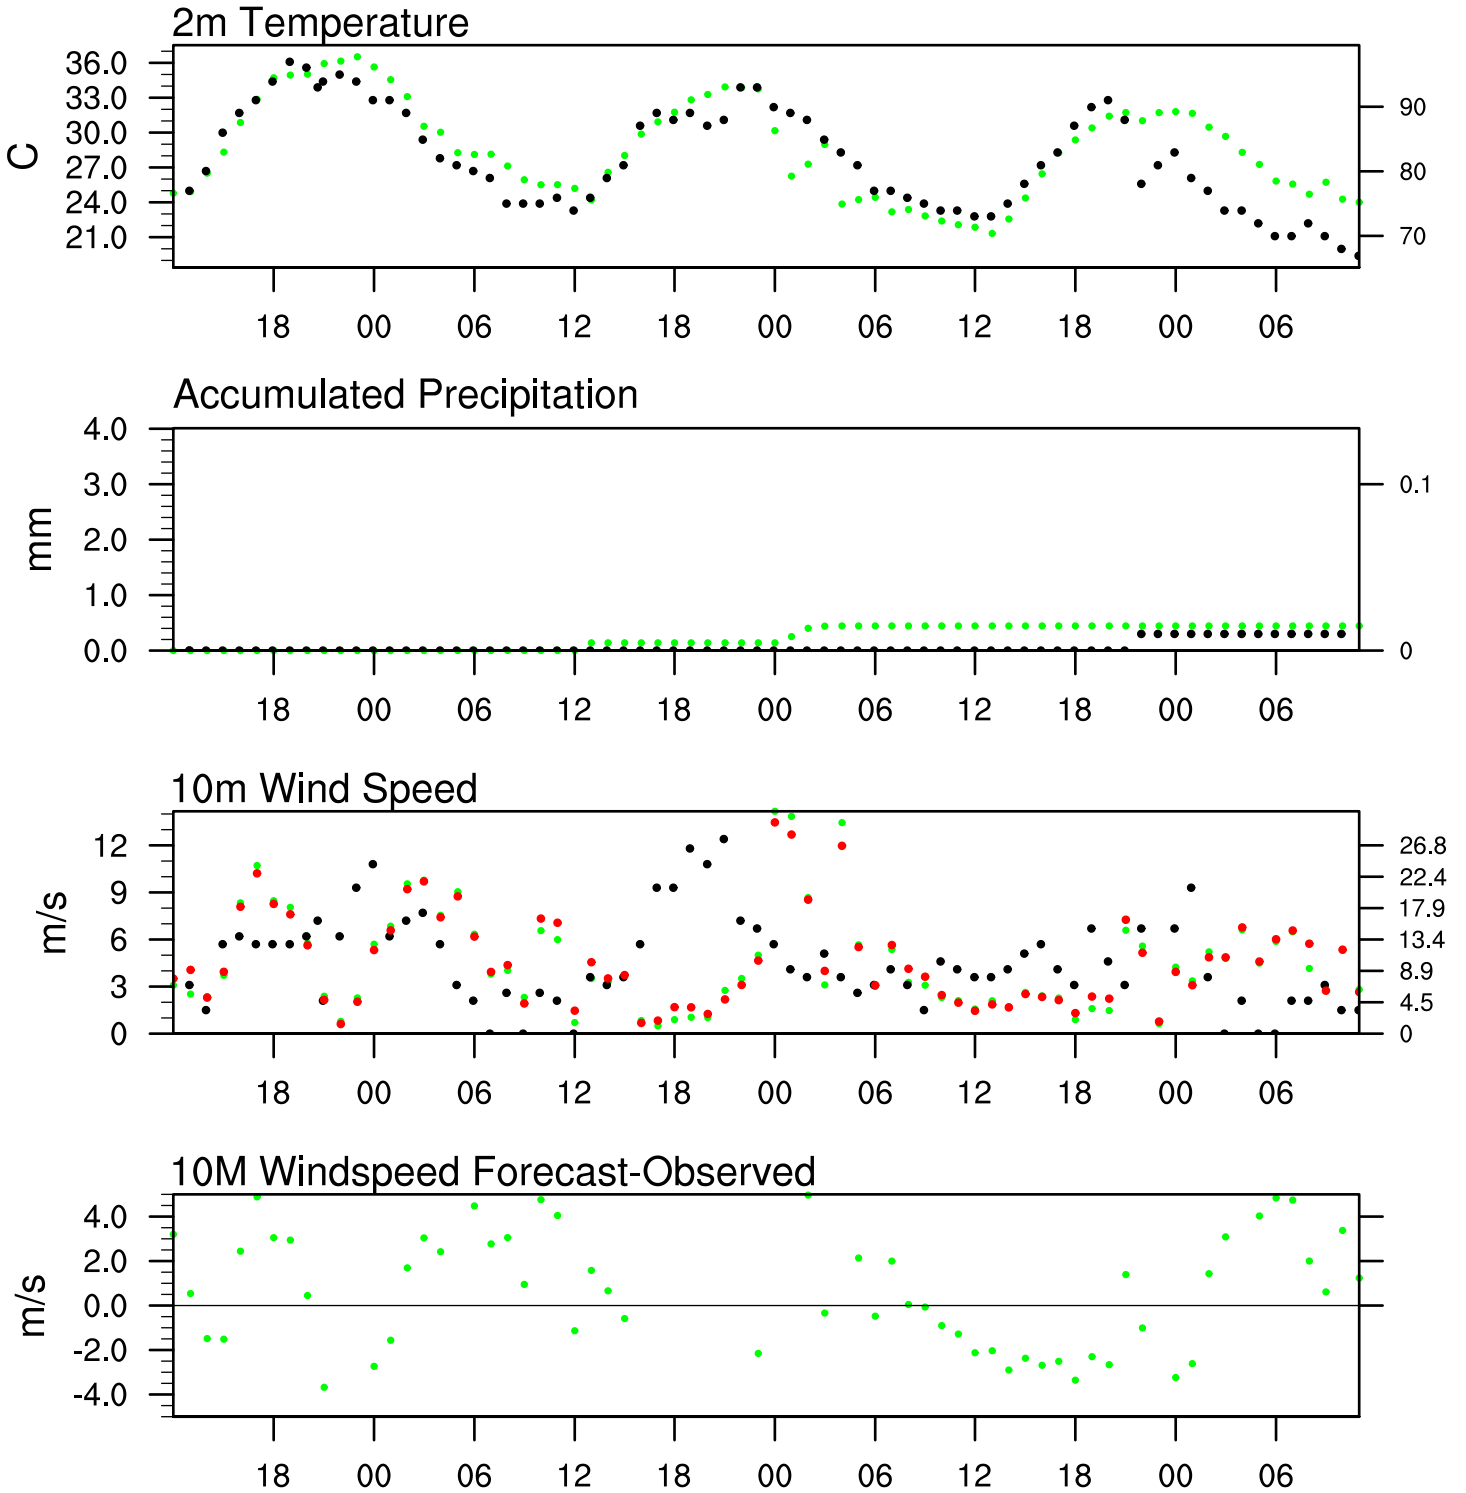 2m Temperature
36.0
33.0
30.0
27.0
24.0
21.0
C
90
80
70
18 00 06 12 18 00 06 12 18 00 06
Accumulated Precipitation
4.0
3.0
2.0
1.0
0.0
mm
0.1
0
18 00 06 12 18 00 06 12 18 00 06
10m Wind Speed
12
9
6
3
0
m/s
26.8
22.4
17.9
13.4
8.9
4.5
0
18 00 06 12 18 00 06 12 18 00 06
10M Windspeed Forecast-Observed
4.0
2.0
0.0
-2.0
-4.0
m/s
18 00 06 12 18 00 06 12 18 00 06